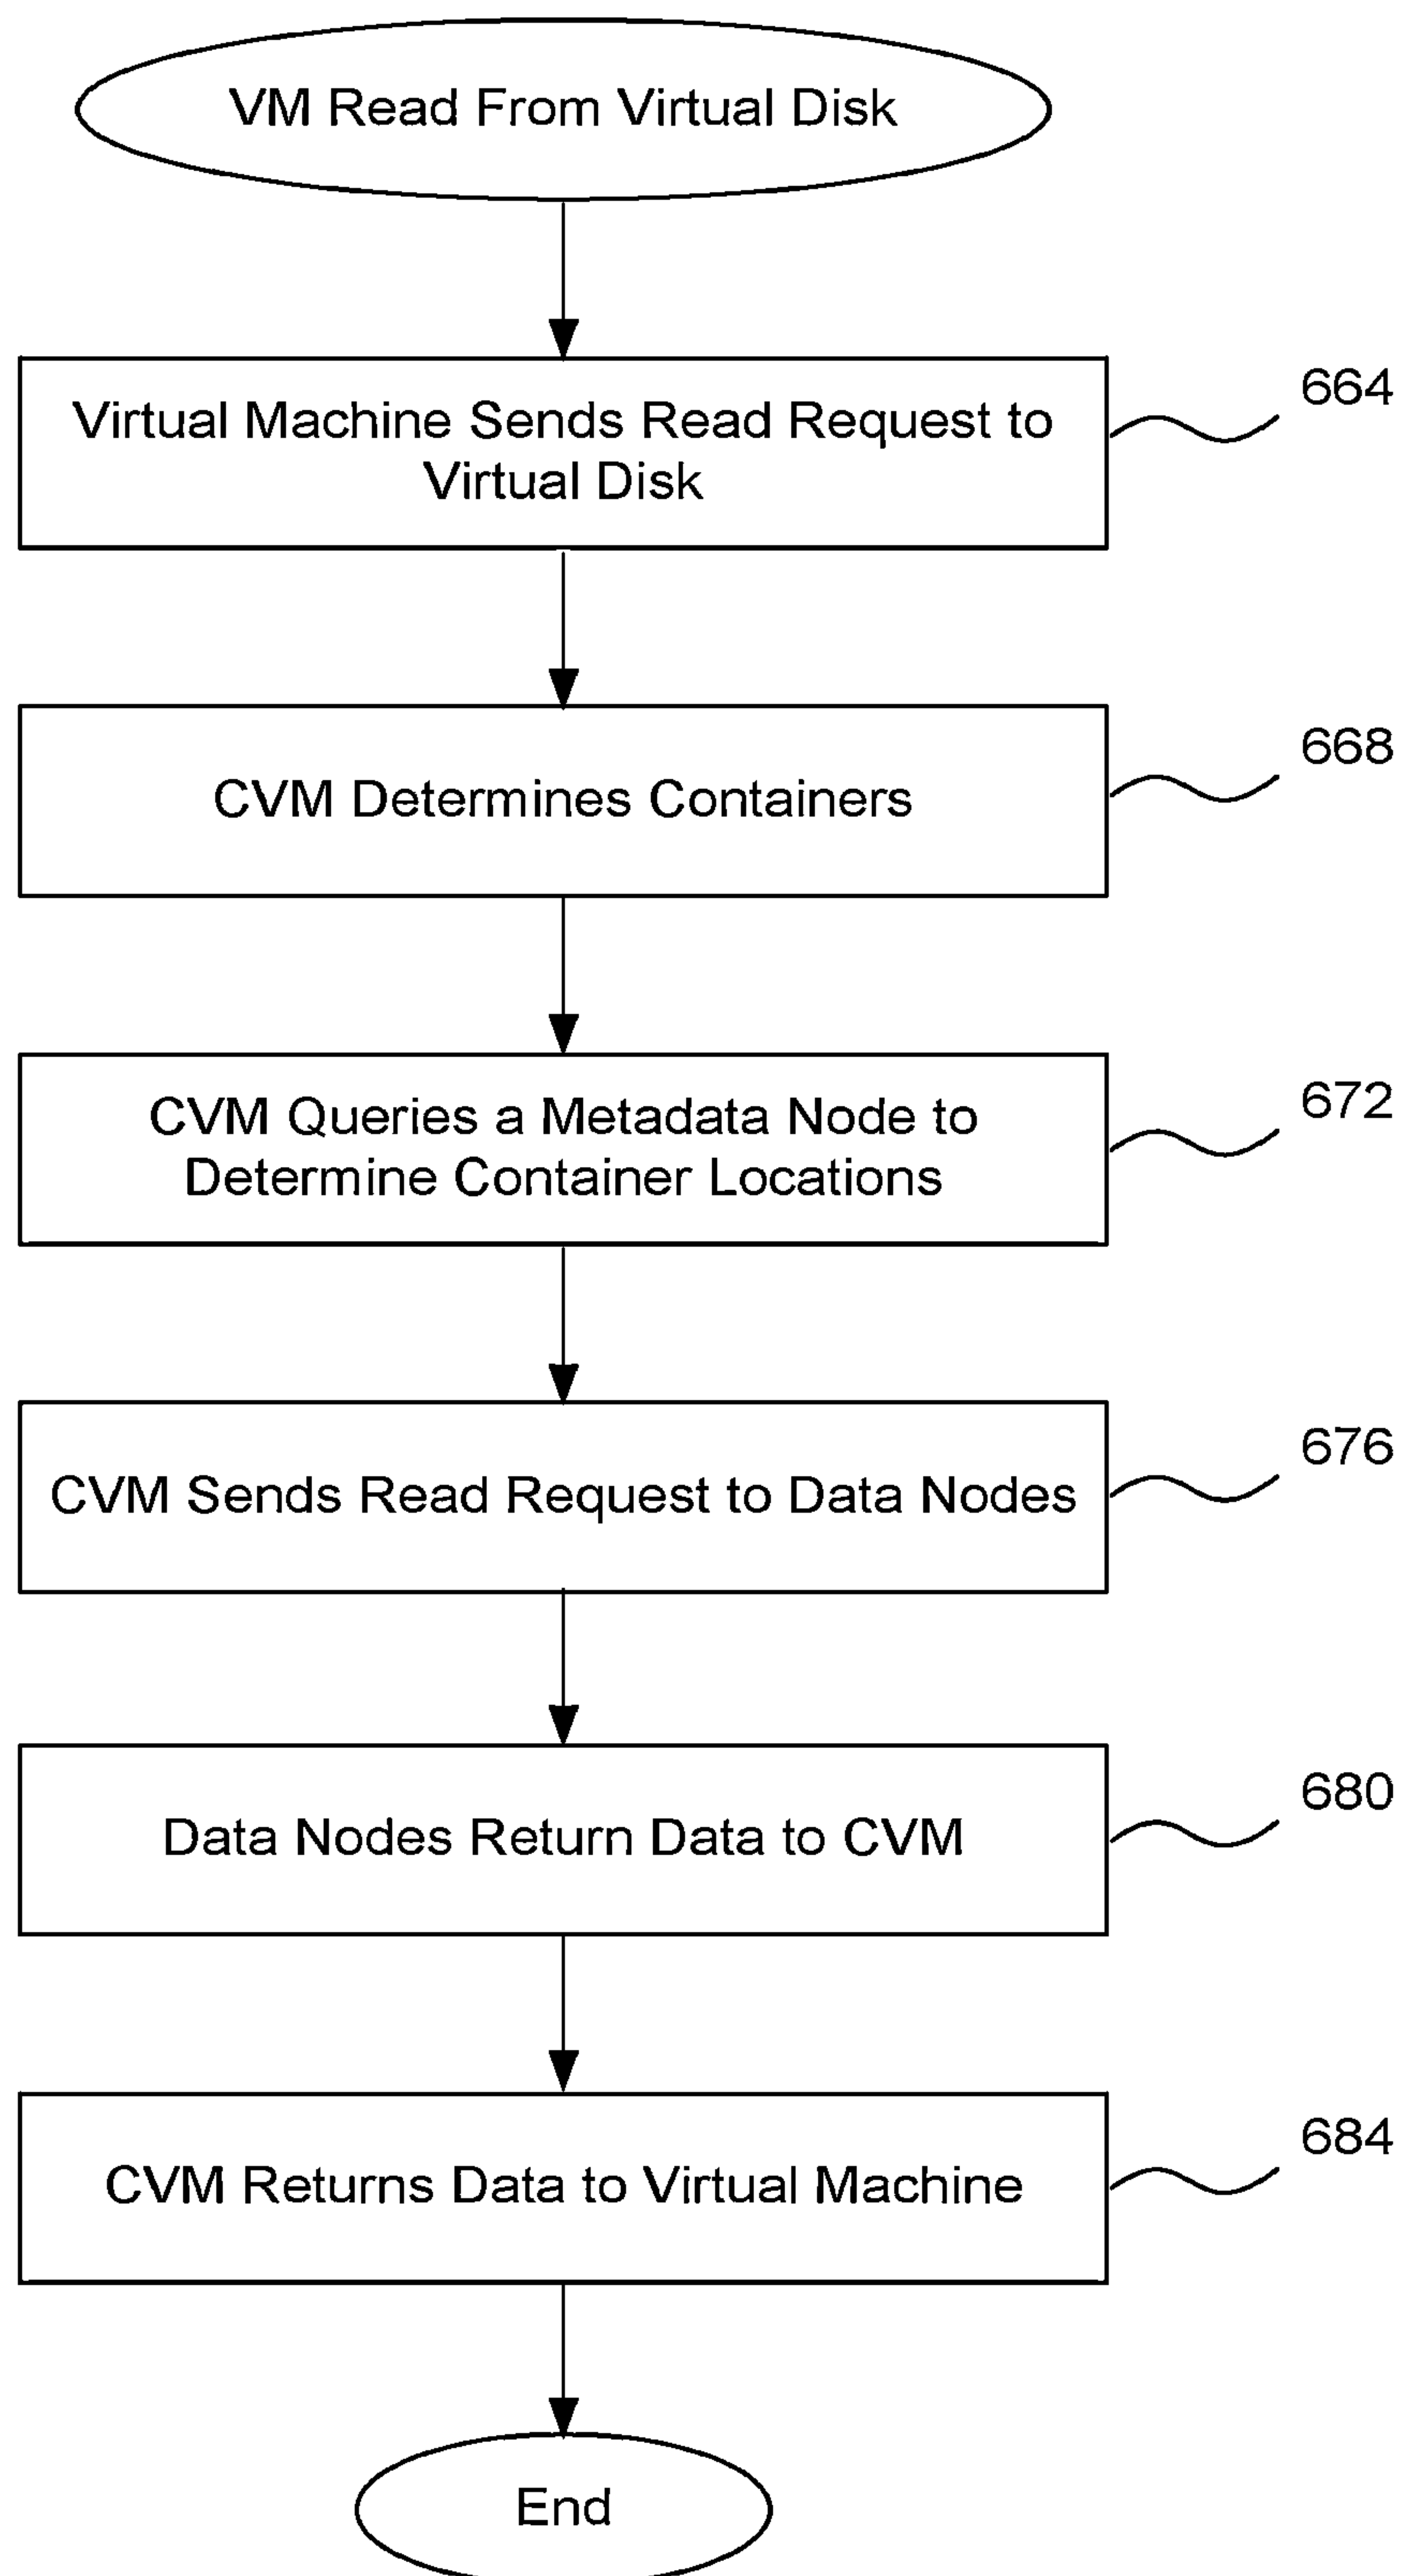 VM Read From Virtual Disk
Virtual Machine Sends Read Request to
Virtual Disk
664
CVM Determines Containers
668
CVM Queries a Metadata Node to
Determine Container Locations
672
CVM Sends Read Request to Data Nodes
676
Data Nodes Return Data to CVM
680
CVM Returns Data to Virtual Machine
684
End